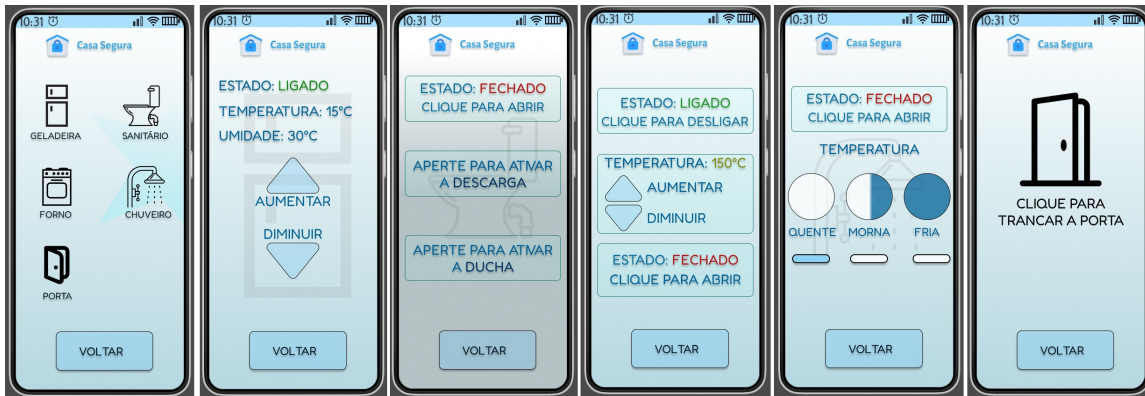 10:31
Casa Segura
GELADEIRA
SANITÁRIO
FORNO
CHUVEIRO
PORTA
VOLTAR
10:31
Casa Segura
ESTADO: LIGADO
TEMPERATURA: 15°C
UMIDADE: 30°C
AUMENTAR
DIMINUIR
VOLTAR
10:31
Casa Segura
ESTADO: FECHADO
CLIQUE PARA ABRIR
APERTE PARA ATIVAR
A DESCARGA
APERTE PARA ATIVAR
A DUCHA
VOLTAR
10:31
Casa Segura
ESTADO: LIGADO
CLIQUE PARA DESLIGAR
TEMPERATURA: 150°C
AUMENTAR
DIMINUIR
ESTADO: FECHADO
CLIQUE PARA ABRIR
VOLTAR
10:31
Casa Segura
ESTADO: FECHADO
CLIQUE PARA ABRIR
TEMPERATURA
QUENTE MORNA FRIA
VOLTAR
10:31
Casa Segura
CLIQUE PARA
TRANCAR A PORTA
VOLTAR